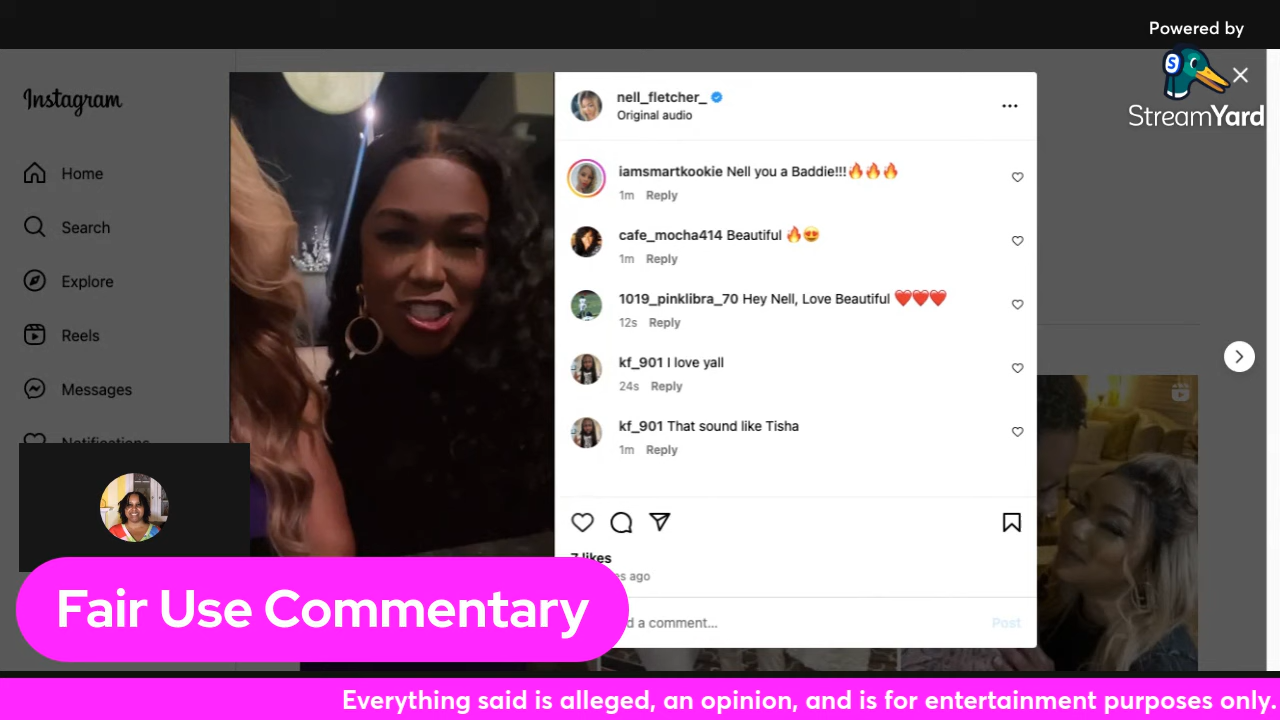 Powered by
StreamYard
Instagram
Home
Search
Explore
Reels
Messages
Notifications
nell_fletcher_
Original audio
iamsmartkookie Nell you a Baddie!!!🔥🔥🔥
1m Reply
cafe_mocha414 Beautiful 🔥😍
1m Reply
1019_pinklibra_70 Hey Nell, Love Beautiful ❤️❤️❤️
12s Reply
kf_901 I love yall
24s Reply
kf_901 That sound like Tisha
1m Reply
7 likes
ago
a comment...
Post
Fair Use Commentary
Everything said is alleged, an opinion, and is for entertainment purposes only.